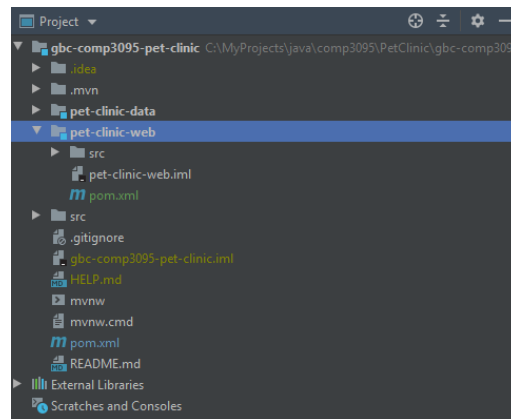 Project
gbc-comp3095-pet-clinic C:\MyProjects\java\comp3095\PetClinic\gbc-comp309
.idea
.mvn
pet-clinic-data
pet-clinic-web
src
pet-clinic-web.iml
m pom.xml
src
.gitignore
gbc-comp3095-pet-clinic.iml
MD HELP.md
mvnw
mvnw.cmd
m pom.xml
MD README.md
External Libraries
Scratches and Consoles